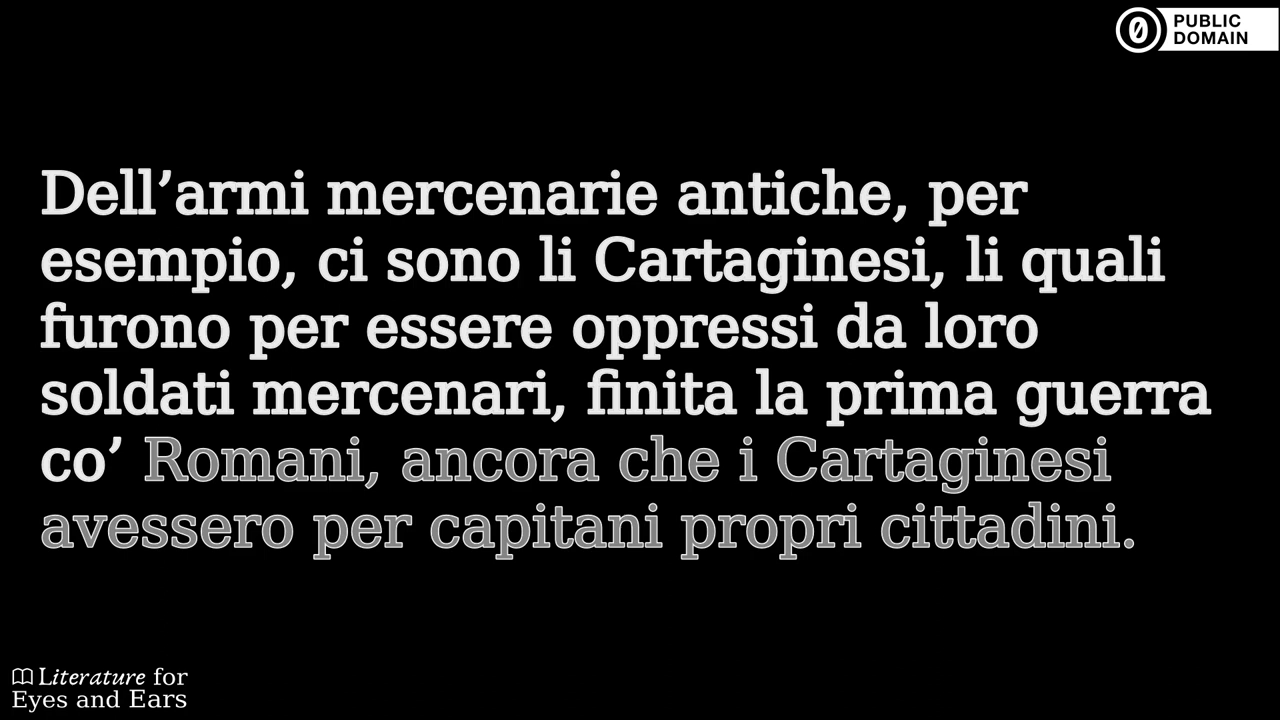 PUBLIC
DOMAIN
Dell’armi mercenarie antiche, per
esempio, ci sono li Cartaginesi, li quali
furono per essere oppressi da loro
soldati mercenari, finita la prima guerra
co’ Romani, ancora che i Cartaginesi
avessero per capitani propri cittadini.
Literature for
Eyes and Ears